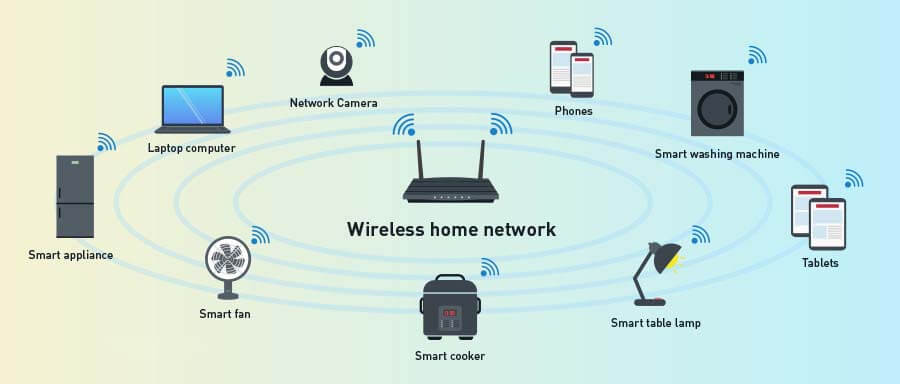 Network Camera
Phones
Laptop computer
Smart washing machine
Wireless home network
Smart appliance
Tablets
Smart fan
Smart table lamp
Smart cooker